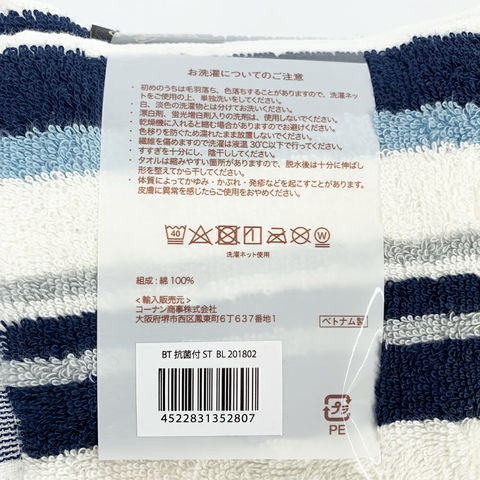 お洗濯についてのご注意
・初めのうちは毛羽落ち、色落ちすることがありますので、洗濯ネッ
トをご使用の上、単独洗いをしてください。
・白、淡色の洗濯物とは分けてお洗いください。
・漂白剤、蛍光増白剤入りの洗剤は、使用しないでください。
・乾燥機に入れると縮む場合がありますのでお避けください。
・色移りを防ぐため濡れたまま放置しないでください。
・繊維を傷めますので洗濯は液温30℃以下で行ってください。
・すすぎを十分にし、陰干ししてください。
・タオルは縮みやすい箇所がありますので、脱水後は十分に伸ばし
形を整えてから干してください。
・体質によってかゆみ・かぶれ・発疹などを起こすことがあります。
皮膚に異常を感じたらご使用をおやめください。
40
W
洗濯ネット使用
組成:綿 100%
<輸入販売元>
コーナン商事株式会社
大阪府堺市西区鳳東町6丁637番地1
ベトナム製
BT 抗菌付 ST BL 201802
4522831352807
プラ
PE